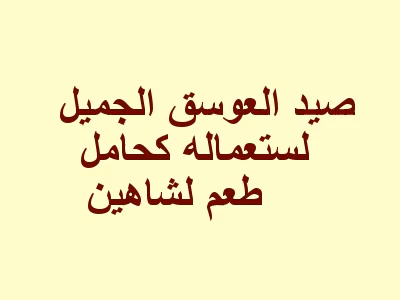 صيد العوسق الجميل
لستعماله كحامل
طعم لشاهين